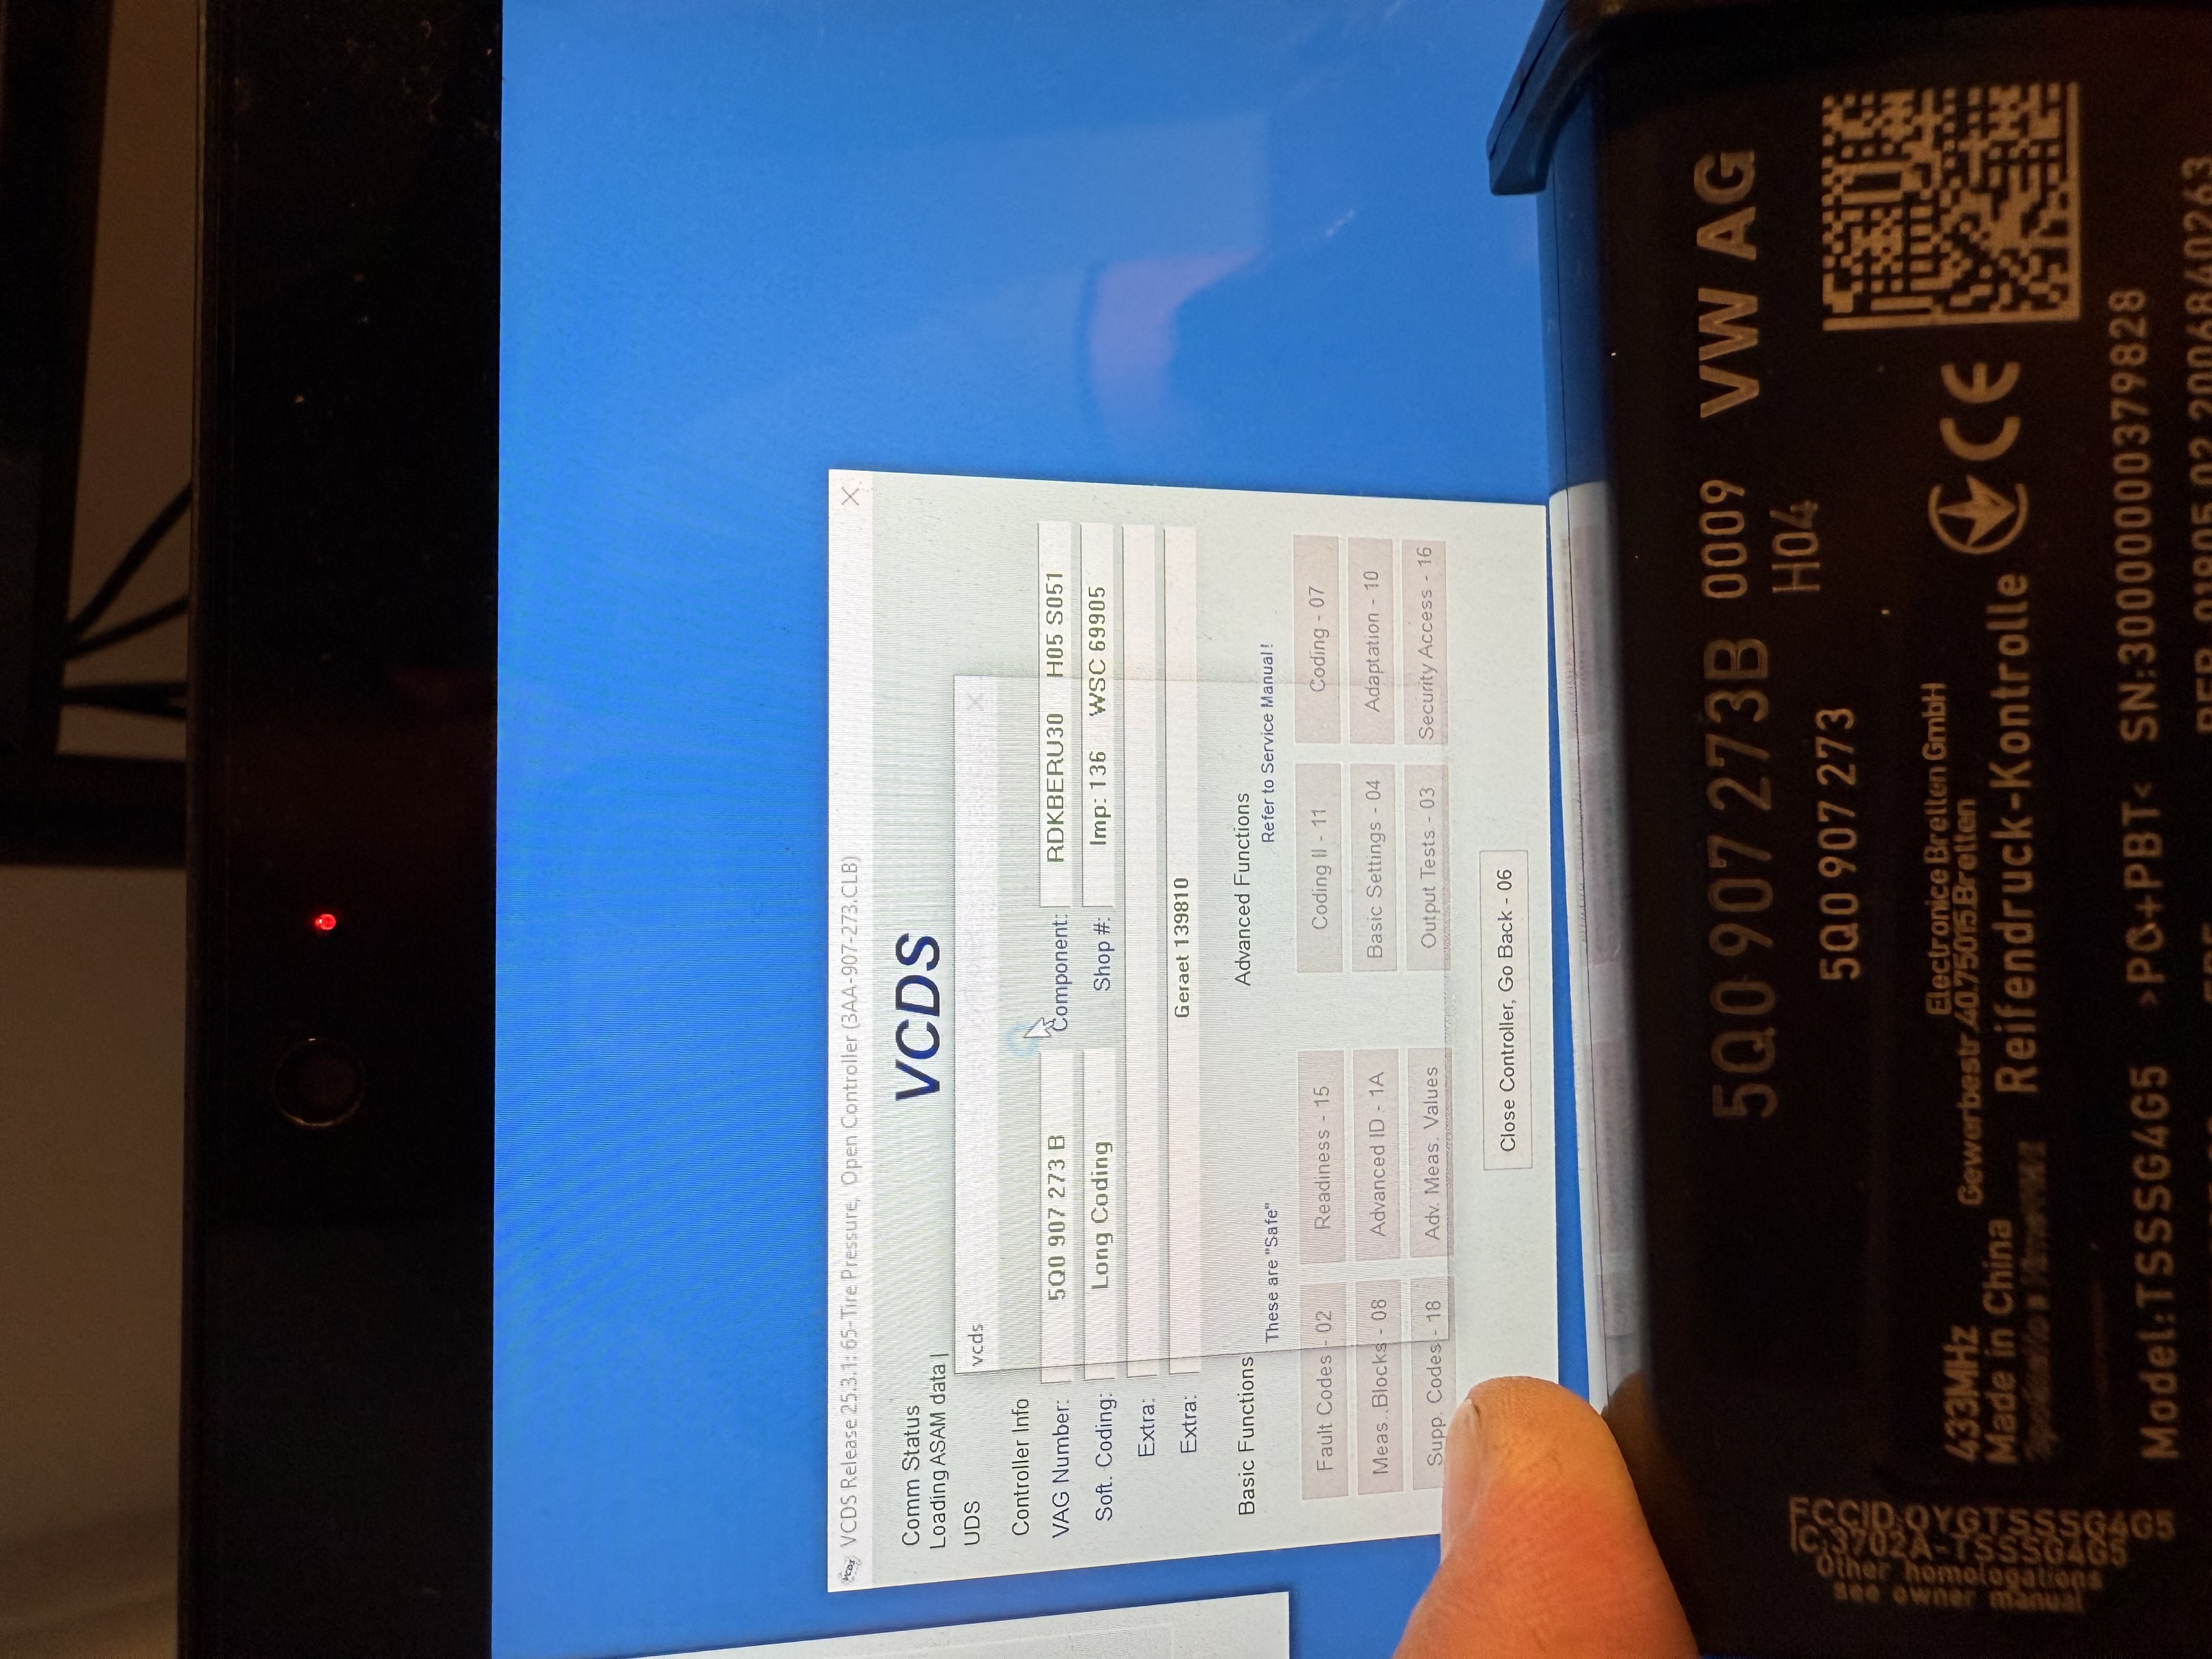 VCDS Release 25.3.1: 65-Tire Pressure, Open Controller (3AA-907-273.CLB)
Comm Status
VCDS
Loading ASAM data |
UDS
vcds
Controller Info
VAG Number: 5Q0 907 273 B Component: RDKBERU30 H05 S051
Soft. Coding: Long Coding Shop #: Imp: 136 WSC 69905
Extra:
Extra: Geraet 139810
Basic Functions Advanced Functions
These are "Safe" Refer to Service Manual!
Fault Codes - 02 Readiness - 15 Coding II - 11 Coding - 07
Meas. Blocks - 08 Advanced ID - 1A Basic Settings - 04 Adaptation - 10
Supp. Codes - 18 Adv. Meas. Values Output Tests - 03 Security Access - 16
Close Controller, Go Back - 06
5Q0 907 273B 0009 VW AG
H04
5Q0 907 273
Electronice Bretten GmbH
433MHz Gewerbestr.40.75015Bretten
Made in China Reifendruck-Kontrolle CE
Model:TSSSG4G5 >PC+PBT< SN:30000000379828
Other homologations
see owner manual